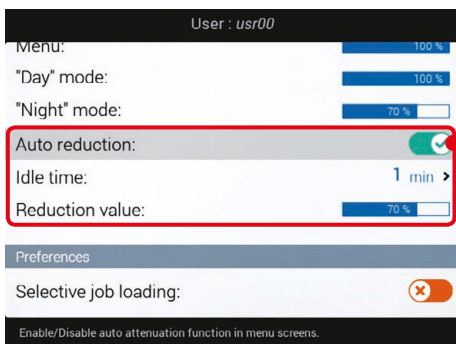 User : usr00
Menu: 100 %
"Day" mode: 100 %
"Night" mode: 70 %
Auto reduction:
Idle time: 1 min >
Reduction value: 70 %
Preferences
Selective job loading:
Enable/Disable auto attenuation function in menu screens.